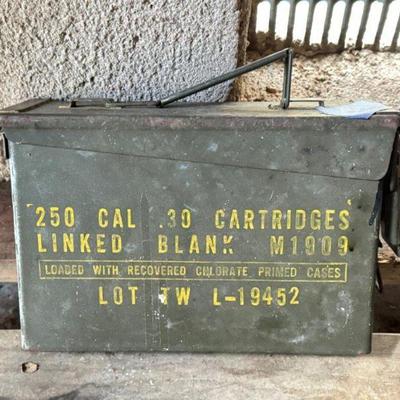 250 CAL .30 CARTRIDGES
LINKED BLANK M1909
LOADED WITH RECOVERED CHLORATE PRIMED CASES
LOT TW L-19452